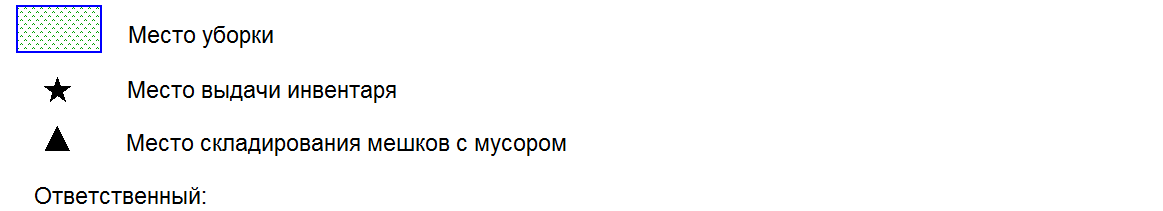 Место уборки
Место выдачи инвентаря
Место складирования мешков с мусором
Ответственный: